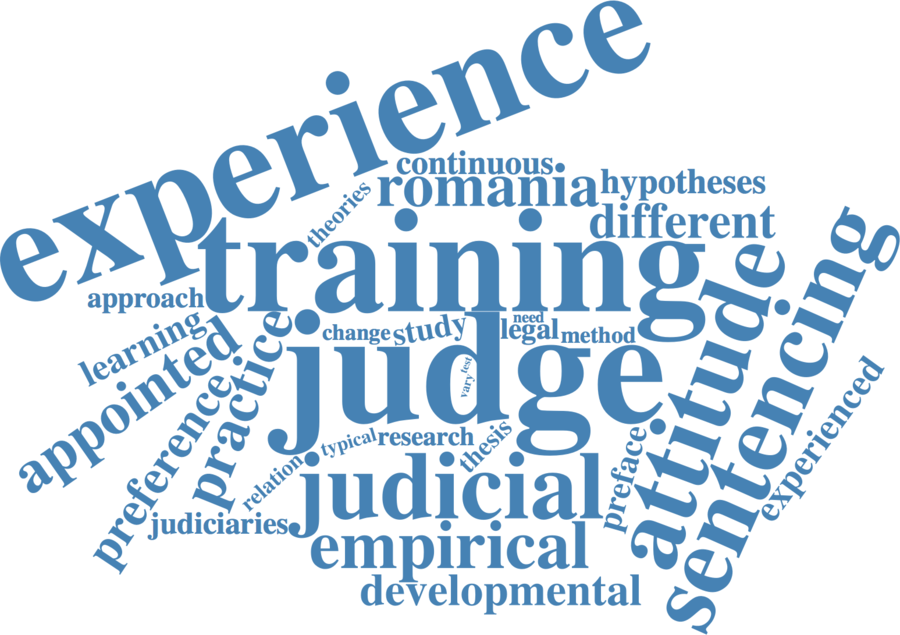 experience
continuous
romania
hypotheses
theories
different
training
approach
attitude
sentencing
learning
appointed
practice
change
study
need
legal
method
judge
test
vary
preference
experienced
typical
research
thesis
preface
relation
judicial
judiciaries
empirical
developmental